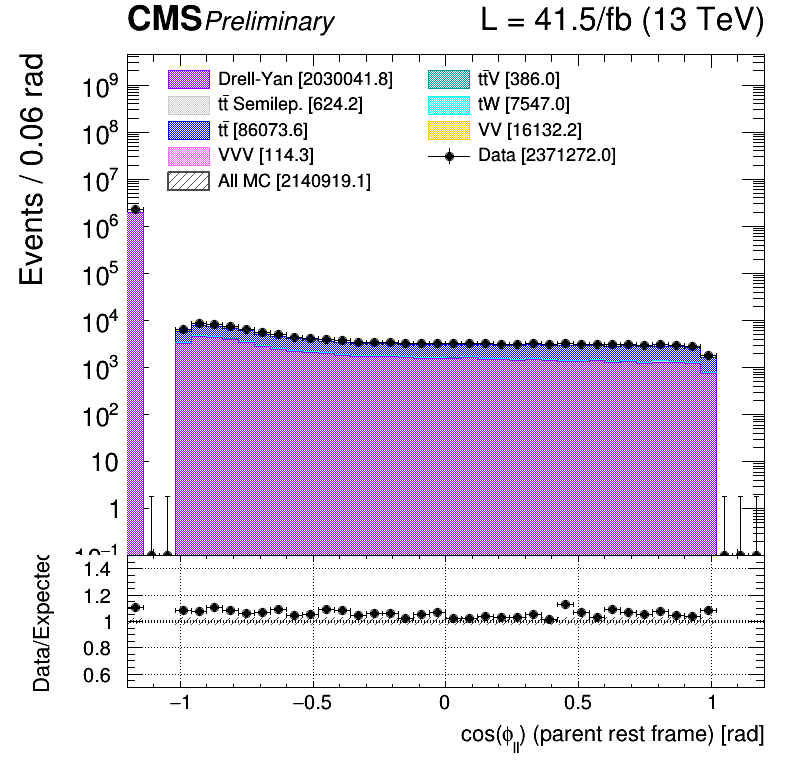 CMS Preliminary L = 41.5/fb (13 TeV)
Events / 0.06 rad
Drell-Yan [2030041.8]
tt̄ Semilep. [624.2]
tt̄ [86073.6]
VVV [114.3]
All MC [2140919.1]
tt̄V [386.0]
tW [7547.0]
VV [16132.2]
Data [2371272.0]
10⁹
10⁸
10⁷
10⁶
10⁵
10⁴
10³
10²
10
1
10⁻¹
Data/Expected
1.4
1.2
1
0.8
0.6
−1 −0.5 0 0.5 1
cos(ϕ_ll) (parent rest frame) [rad]